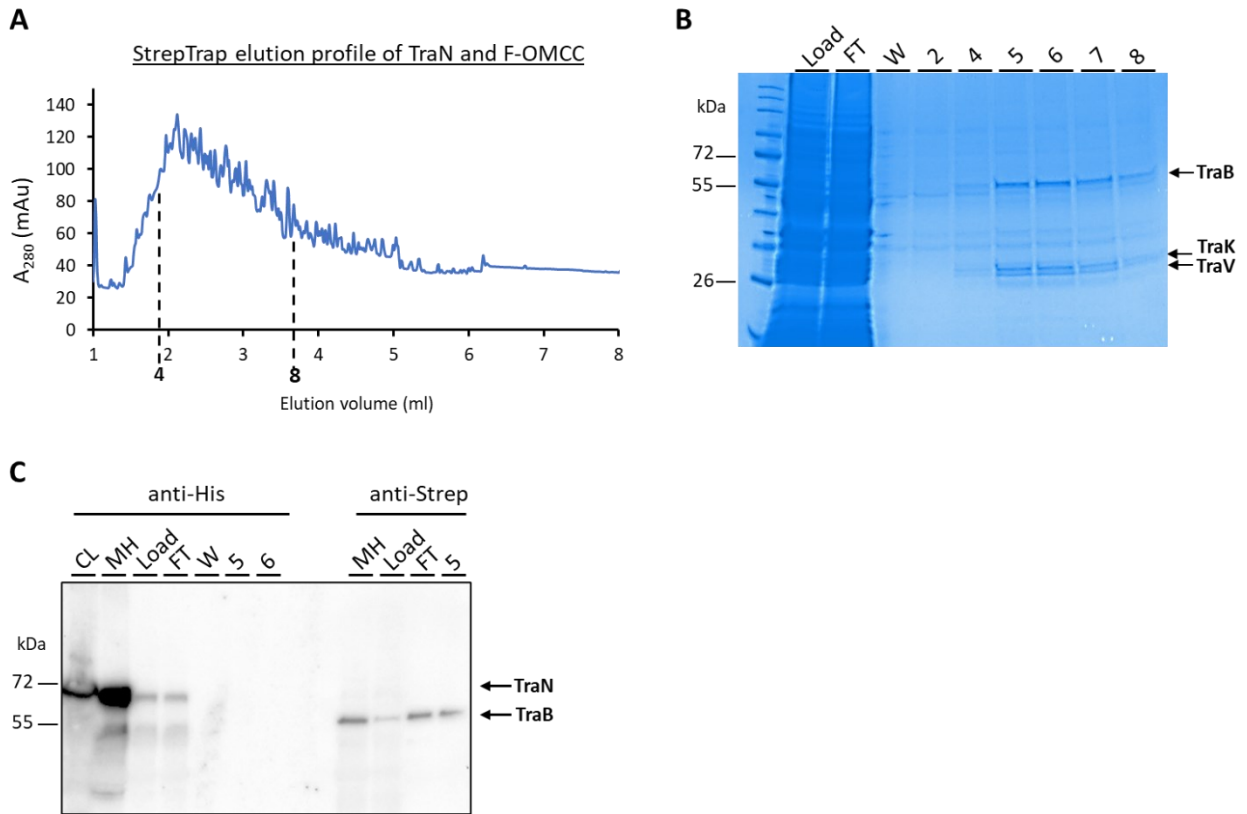 A
StrepTrap elution profile of TraN and F-OMCC
140
120
100
80
60
40
20
0
A280 (mAu)
1 2 3 4 5 6 7 8
4 8
Elution volume (ml)
B
Load FT W 2 4 5 6 7 8
kDa
72
55
26
TraB
TraK
TraV
C
anti-His anti-Strep
CL MH Load FT W 5 6 MH Load FT 5
kDa
72
55
TraN
TraB